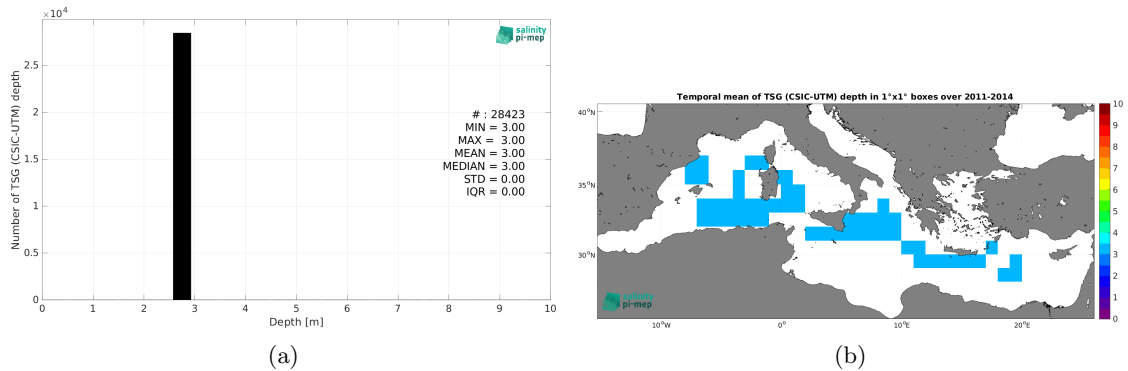 ×10⁴
2.5
2
1.5
1
0.5
0
0 1 2 3 4 5 6 7 8 9 10
Number of TSG (CSIC-UTM) depth
Depth [m]
salinity
pi-mep
# : 28423
MIN = 3.00
MAX = 3.00
MEAN = 3.00
MEDIAN = 3.00
STD = 0.00
IQR = 0.00
(a)
Temporal mean of TSG (CSIC-UTM) depth in 1°x1° boxes over 2011-2014
40°N
35°N
30°N
10°W 0° 10°E 20°E
salinity
pi-mep
10
9
8
7
6
5
4
3
2
1
0
(b)